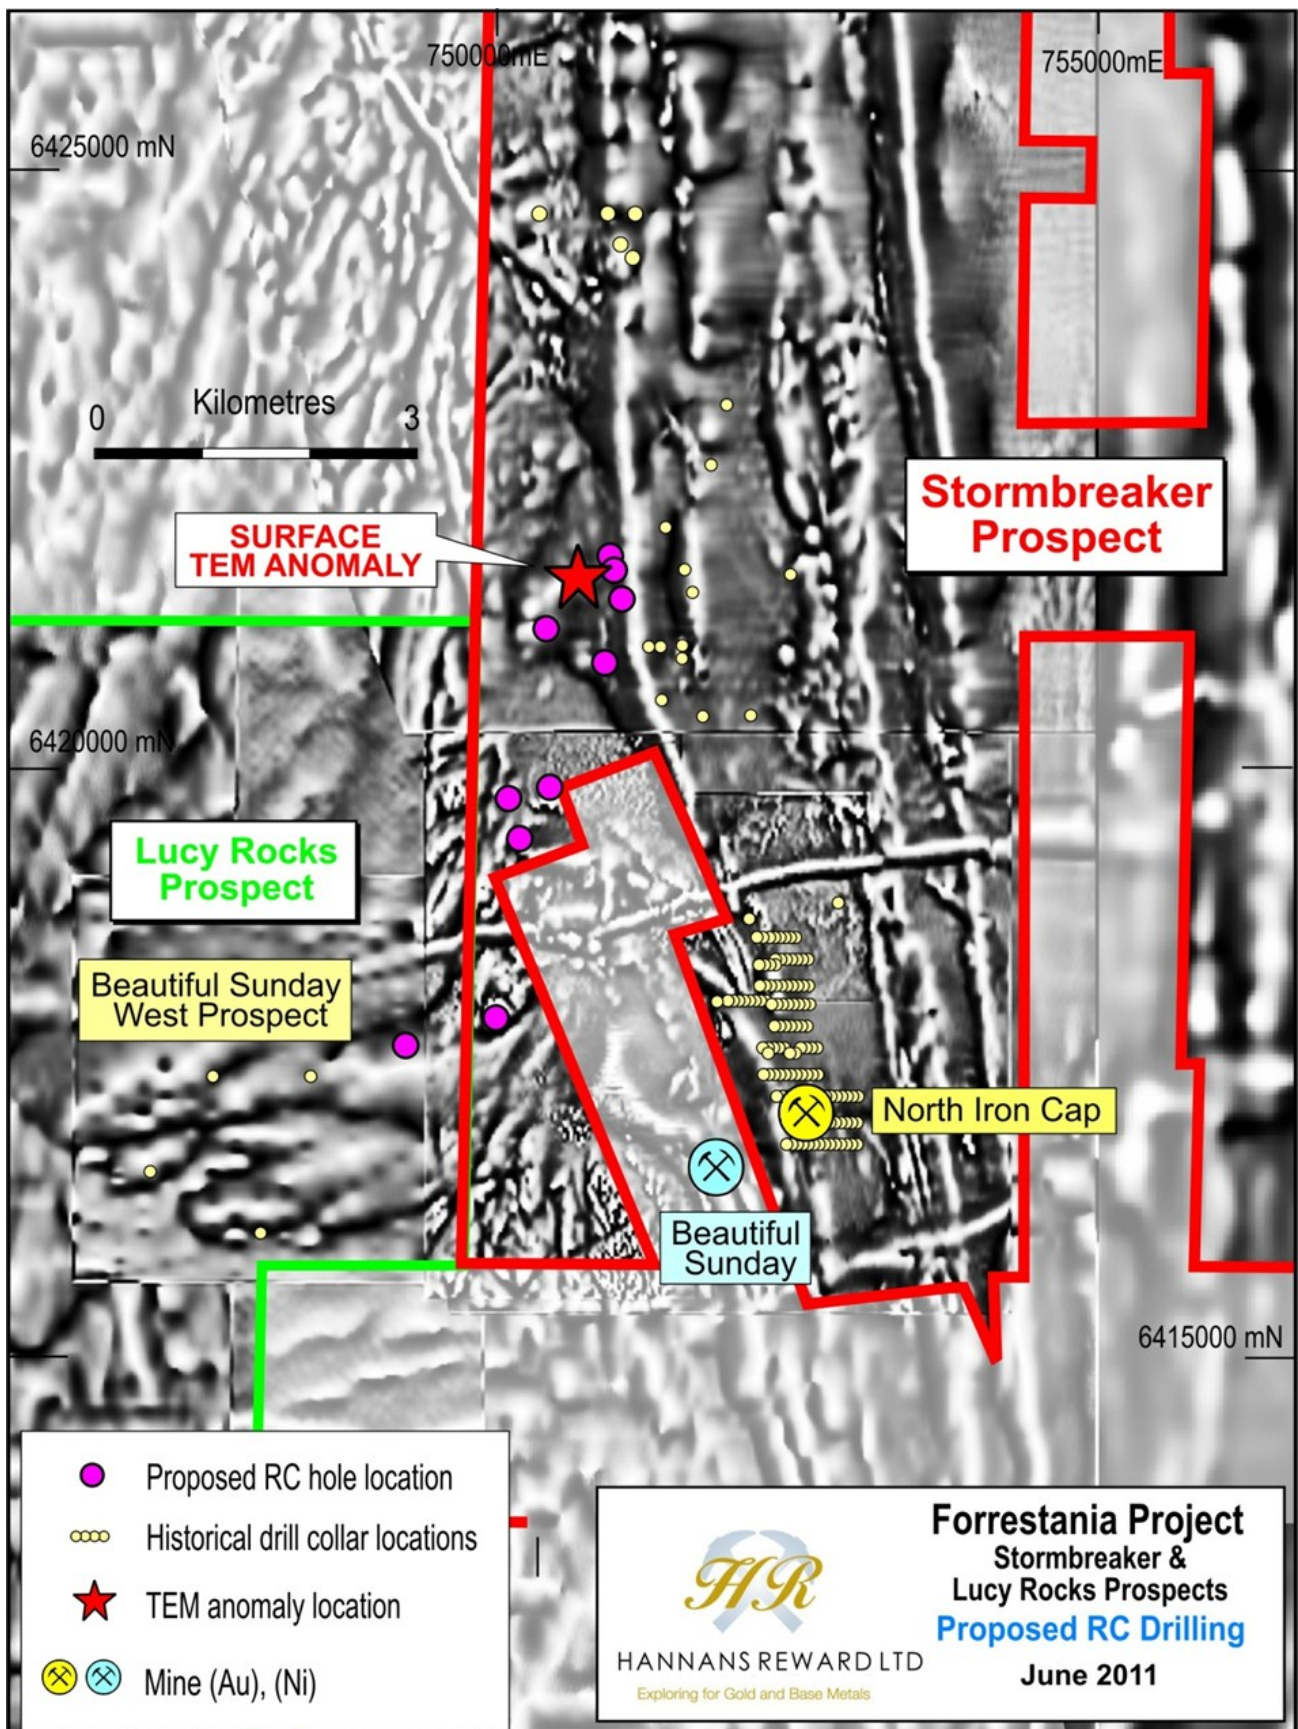 750000mE
755000mE
6425000 mN
0
Kilometres
3
Stormbreaker
Prospect
SURFACE
TEM ANOMALY
6420000 mN
Lucy Rocks
Prospect
Beautiful Sunday
West Prospect
North Iron Cap
Beautiful
Sunday
6415000 mN
Proposed RC hole location
Historical drill collar locations
TEM anomaly location
Mine (Au), (Ni)
HR
HANNANS REWARD LTD
Exploring for Gold and Base Metals
Forrestania Project
Stormbreaker &
Lucy Rocks Prospects
Proposed RC Drilling
June 2011